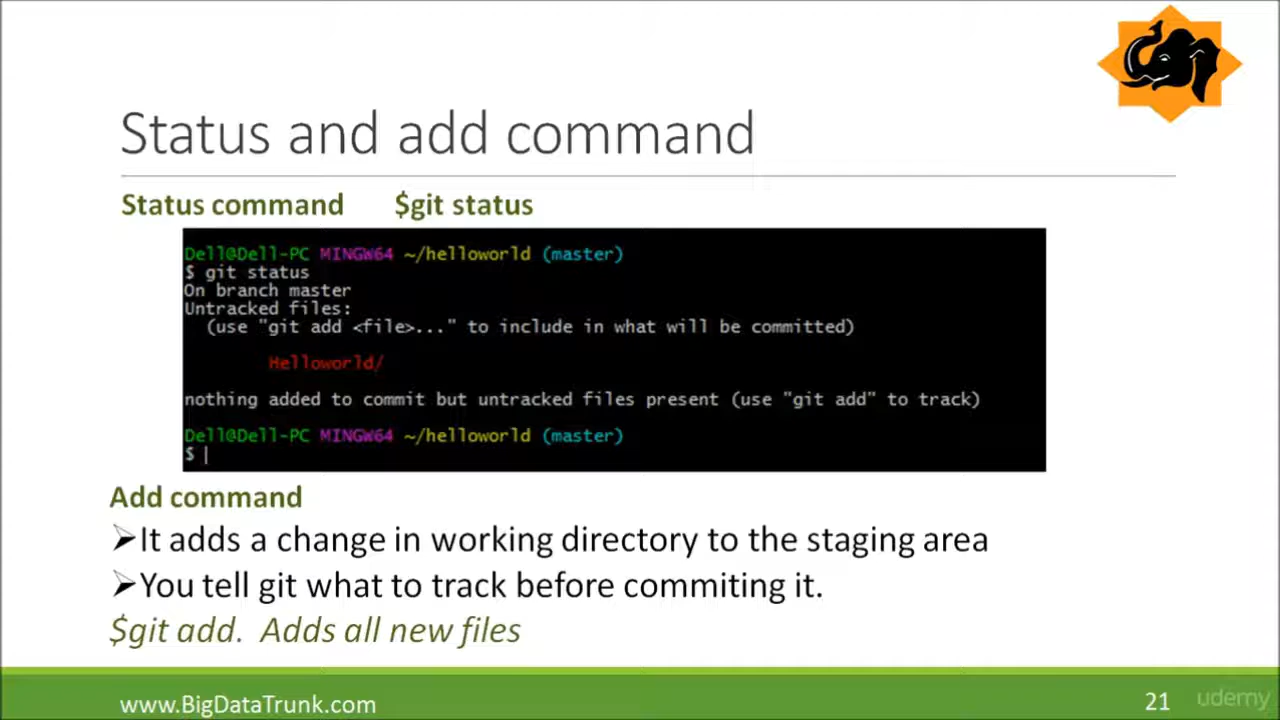 Status and add command
Status command $git status
Dell@Dell-PC MINGW64 ~/helloworld (master)
$ git status
On branch master
Untracked files:
(use "git add <file>..." to include in what will be committed)
Helloworld/
nothing added to commit but untracked files present (use "git add" to track)
Dell@Dell-PC MINGW64 ~/helloworld (master)
$
Add command
➢It adds a change in working directory to the staging area
➢You tell git what to track before commiting it.
$git add. Adds all new files
www.BigDataTrunk.com 21 udemy